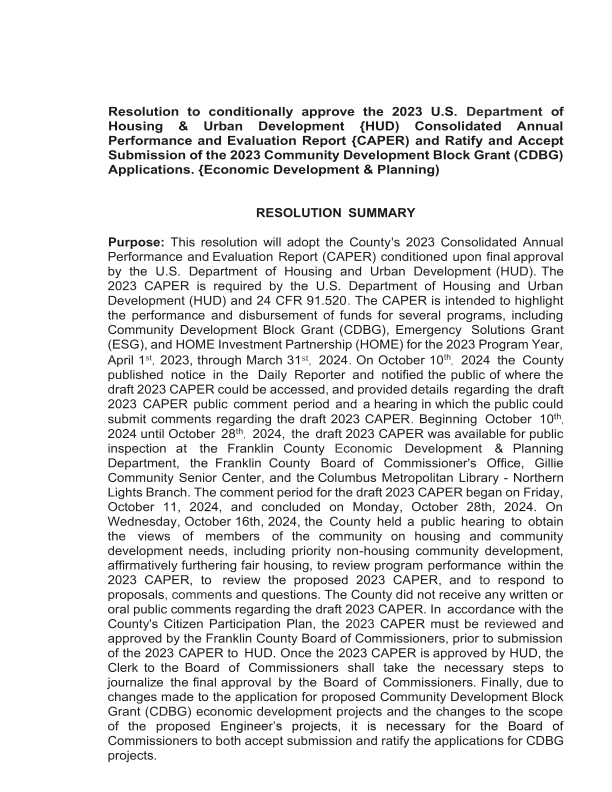 Resolution to conditionally approve the 2023 U.S. Department of
Housing & Urban Development {HUD) Consolidated Annual
Performance and Evaluation Report {CAPER) and Ratify and Accept
Submission of the 2023 Community Development Block Grant (CDBG)
Applications. {Economic Development & Planning)
RESOLUTION SUMMARY
Purpose: This resolution will adopt the County's 2023 Consolidated Annual
Performance and Evaluation Report (CAPER) conditioned upon final approval
by the U.S. Department of Housing and Urban Development (HUD). The
2023 CAPER is required by the U.S. Department of Housing and Urban
Development (HUD) and 24 CFR 91.520. The CAPER is intended to highlight
the performance and disbursement of funds for several programs, including
Community Development Block Grant (CDBG), Emergency Solutions Grant
(ESG), and HOME Investment Partnership (HOME) for the 2023 Program Year,
April 1st, 2023, through March 31st, 2024. On October 10th, 2024 the County
published notice in the Daily Reporter and notified the public of where the
draft 2023 CAPER could be accessed, and provided details regarding the draft
2023 CAPER public comment period and a hearing in which the public could
submit comments regarding the draft 2023 CAPER. Beginning October 10th,
2024 until October 28th, 2024, the draft 2023 CAPER was available for public
inspection at the Franklin County Economic Development & Planning
Department, the Franklin County Board of Commissioner's Office, Gillie
Community Senior Center, and the Columbus Metropolitan Library - Northern
Lights Branch. The comment period for the draft 2023 CAPER began on Friday,
October 11, 2024, and concluded on Monday, October 28th, 2024. On
Wednesday, October 16th, 2024, the County held a public hearing to obtain
the views of members of the community on housing and community
development needs, including priority non-housing community development,
affirmatively furthering fair housing, to review program performance within the
2023 CAPER, to review the proposed 2023 CAPER, and to respond to
proposals, comments and questions. The County did not receive any written or
oral public comments regarding the draft 2023 CAPER. In accordance with the
County's Citizen Participation Plan, the 2023 CAPER must be reviewed and
approved by the Franklin County Board of Commissioners, prior to submission
of the 2023 CAPER to HUD. Once the 2023 CAPER is approved by HUD, the
Clerk to the Board of Commissioners shall take the necessary steps to
journalize the final approval by the Board of Commissioners. Finally, due to
changes made to the application for proposed Community Development Block
Grant (CDBG) economic development projects and the changes to the scope
of the proposed Engineer's projects, it is necessary for the Board of
Commissioners to both accept submission and ratify the applications for CDBG
projects.